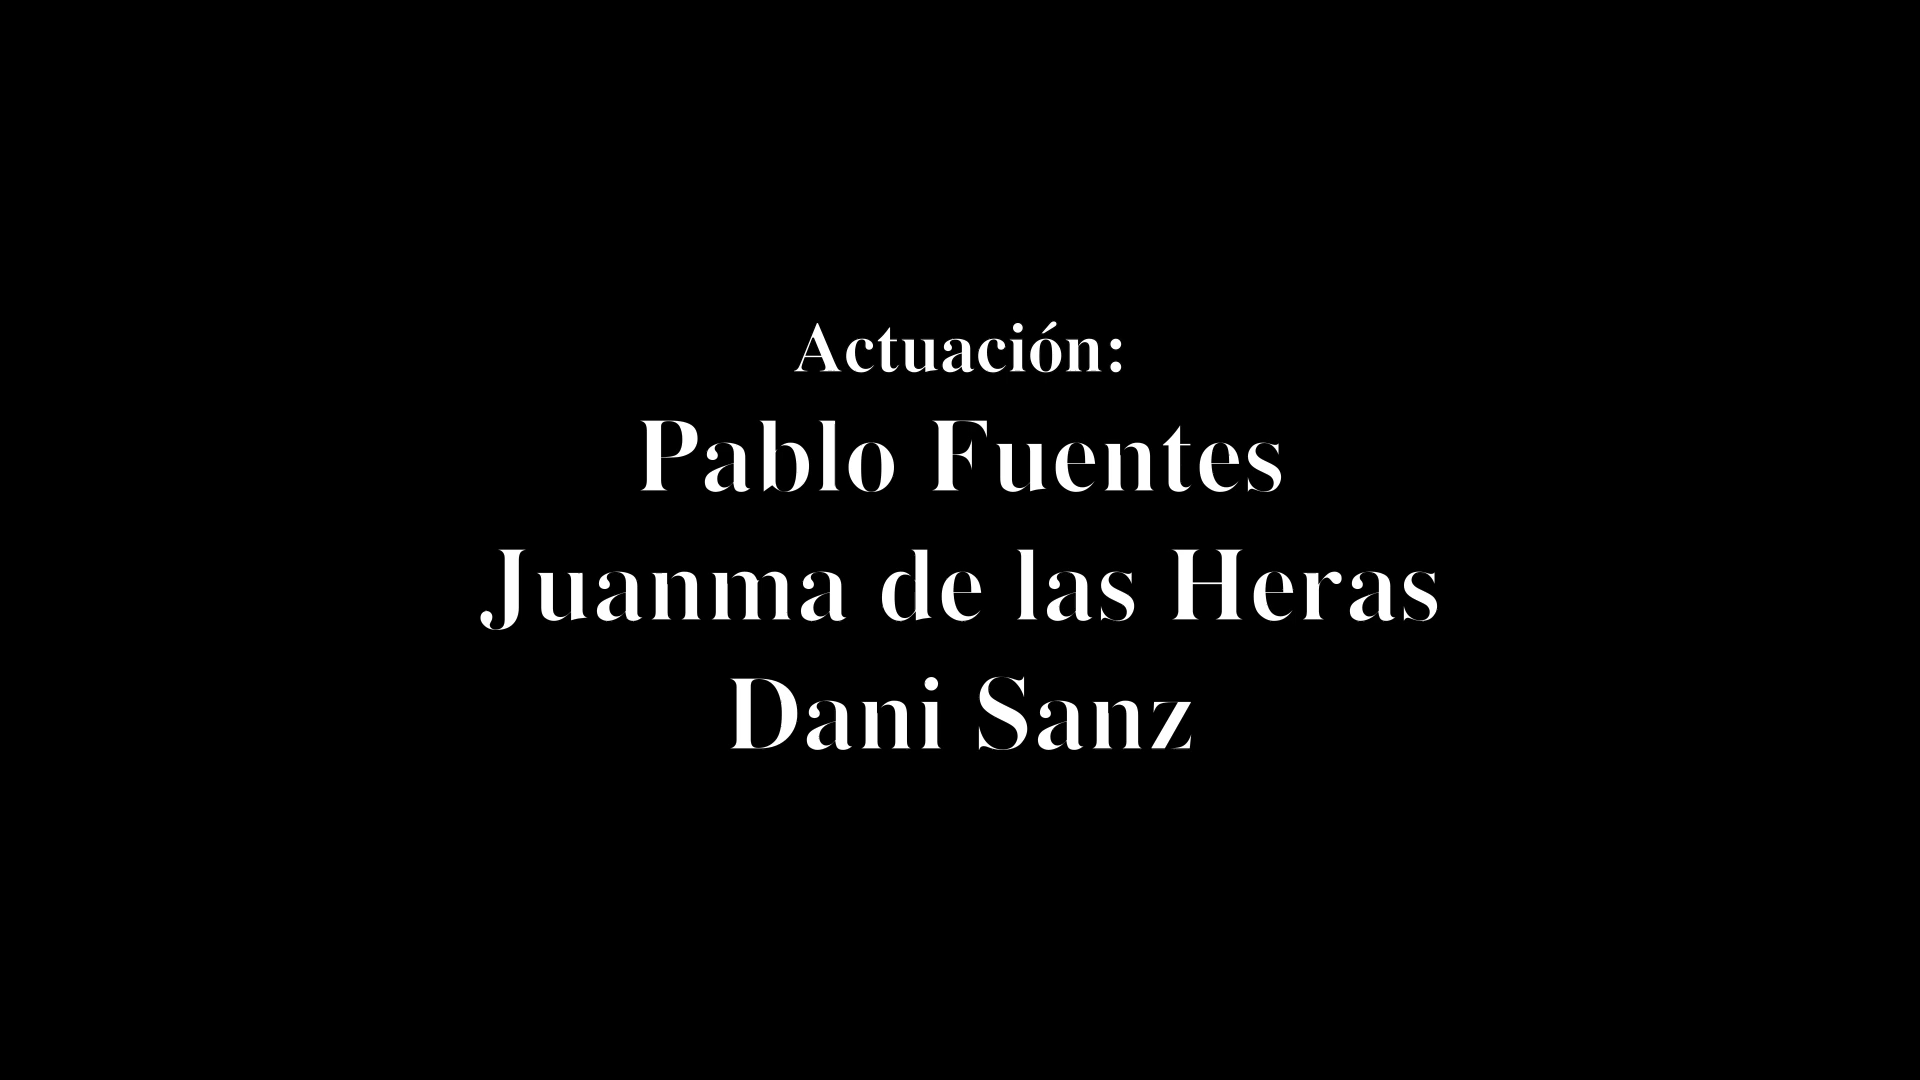 Actuación:
Pablo Fuentes
Juanma de las Heras
Dani Sanz